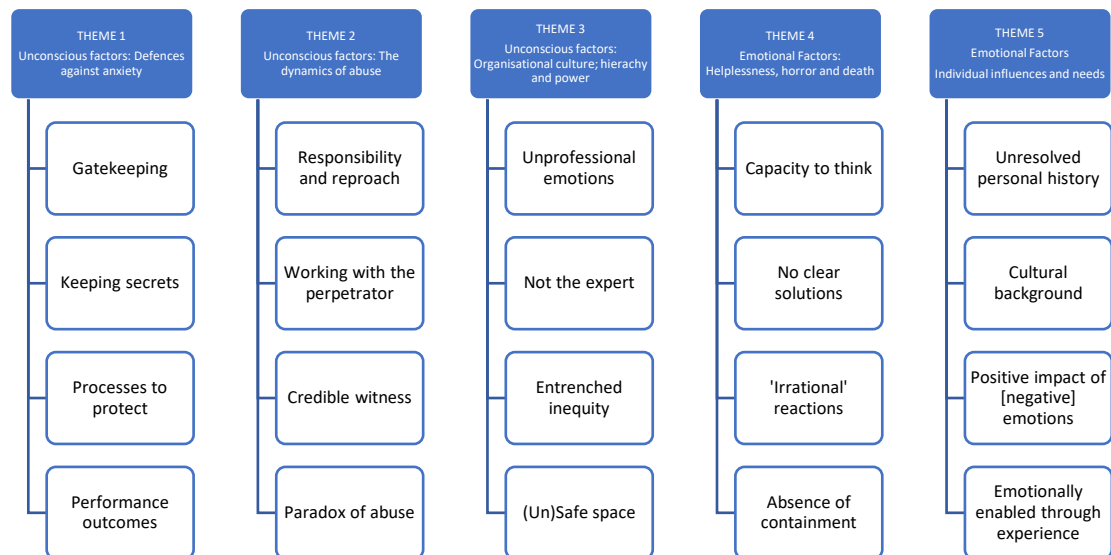 THEME 1
Unconscious factors: Defences
against anxiety
Gatekeeping
Keeping secrets
Processes to
protect
Performance
outcomes
THEME 2
Unconscious factors: The
dynamics of abuse
Responsibility
and reproach
Working with the
perpetrator
Credible witness
Paradox of abuse
THEME 3
Unconscious factors:
Organisational culture; hierachy
and power
Unprofessional
emotions
Not the expert
Entrenched
inequity
(Un)Safe space
THEME 4
Emotional Factors:
Helplessness, horror and death
Capacity to think
No clear
solutions
'Irrational'
reactions
Absence of
containment
THEME 5
Emotional Factors
Individual influences and needs
Unresolved
personal history
Cultural
background
Positive impact of
[negative]
emotions
Emotionally
enabled through
experience